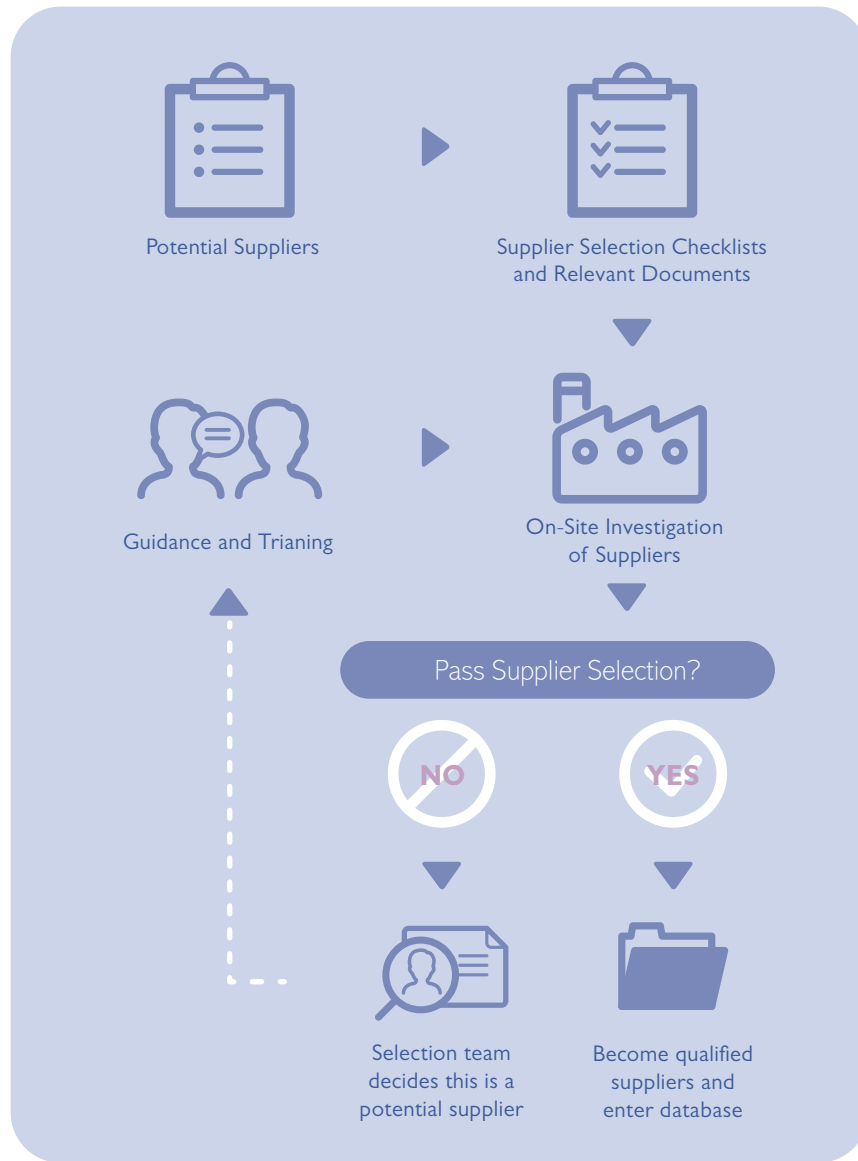 Potential Suppliers
Supplier Selection Checklists
and Relevant Documents
Guidance and Trianing
On-Site Investigation
of Suppliers
Pass Supplier Selection?
NO
YES
Selection team
decides this is a
potential supplier
Become qualified
suppliers and
enter database